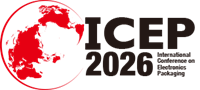 ICEP
2026
International
Conference on
Electronics
Packaging